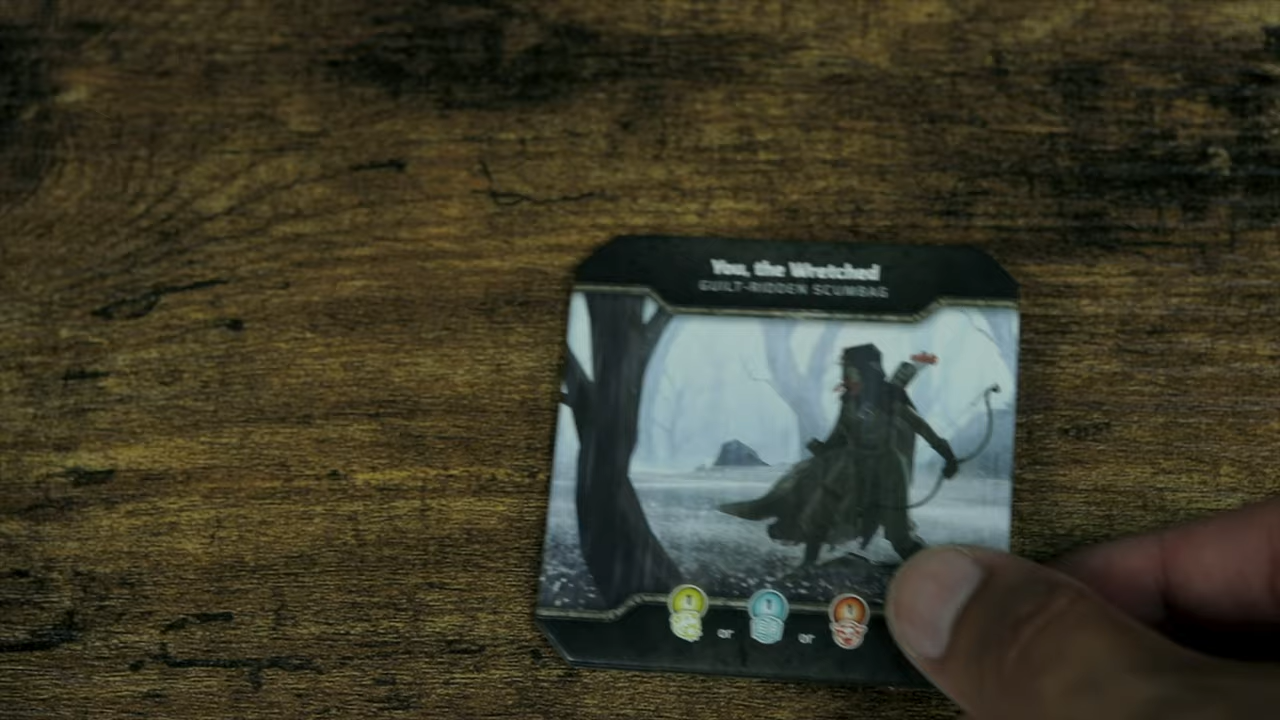 You, the Wretched
GUILT-RIDDEN SCUMBAG
or or